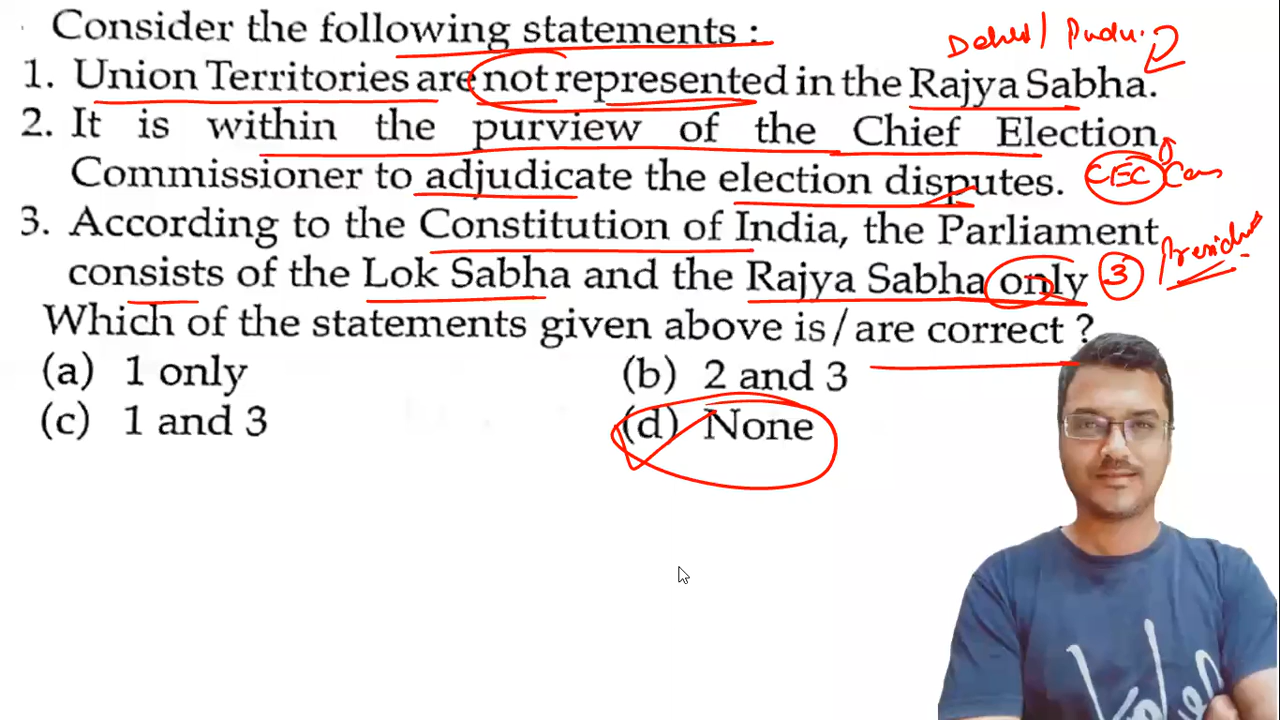 Consider the following statements :
1. Union Territories are not represented in the Rajya Sabha.
2. It is within the purview of the Chief Election
Commissioner to adjudicate the election disputes. CEC
3. According to the Constitution of India, the Parliament
consists of the Lok Sabha and the Rajya Sabha only 3
Which of the statements given above is/are correct ?
(a) 1 only (b) 2 and 3
(c) 1 and 3 (d) None